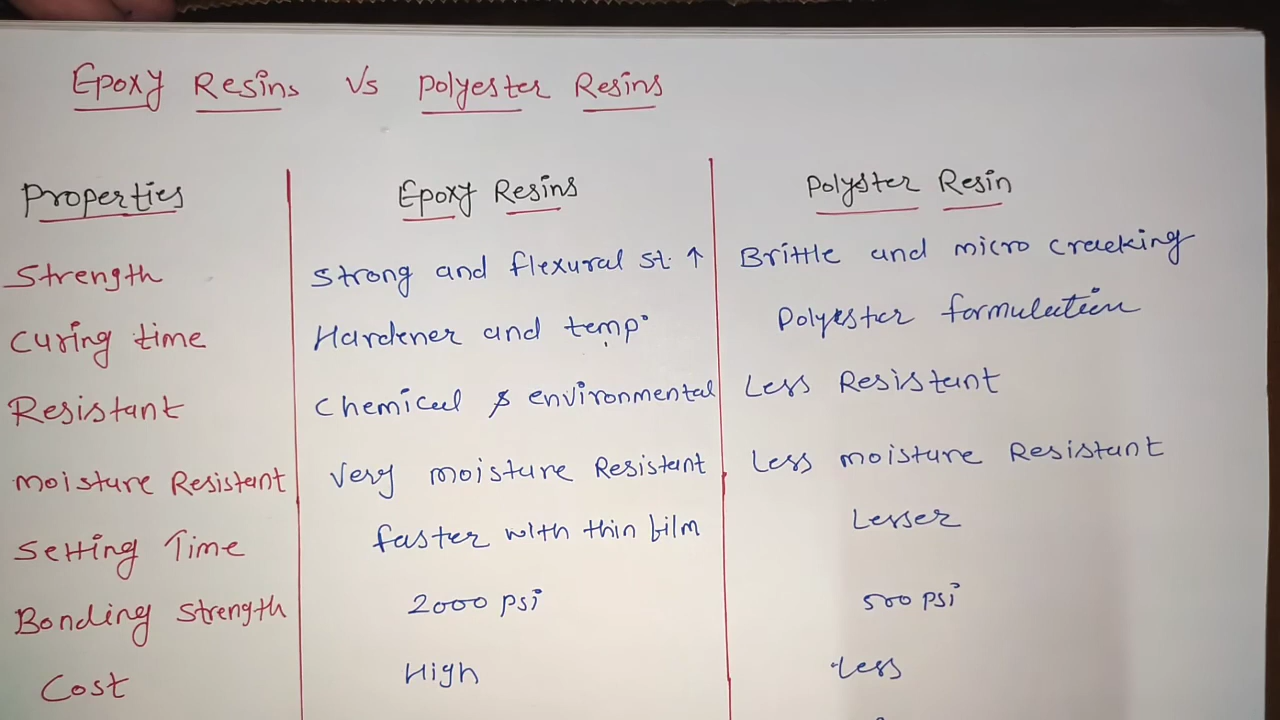 Epoxy Resins Vs Polyester Resins
Properties Epoxy Resins Polyster Resin
Strength Strong and flexural st. ↑ Brittle and micro cracking
Curing time Hardener and temp° Polyester formulation
Resistant Chemical & environmental Less Resistant
Moisture Resistant Very moisture Resistant Less moisture Resistant
Setting Time faster with thin film Lesser
Bonding Strength 2000 psi 500 psi
Cost High Less